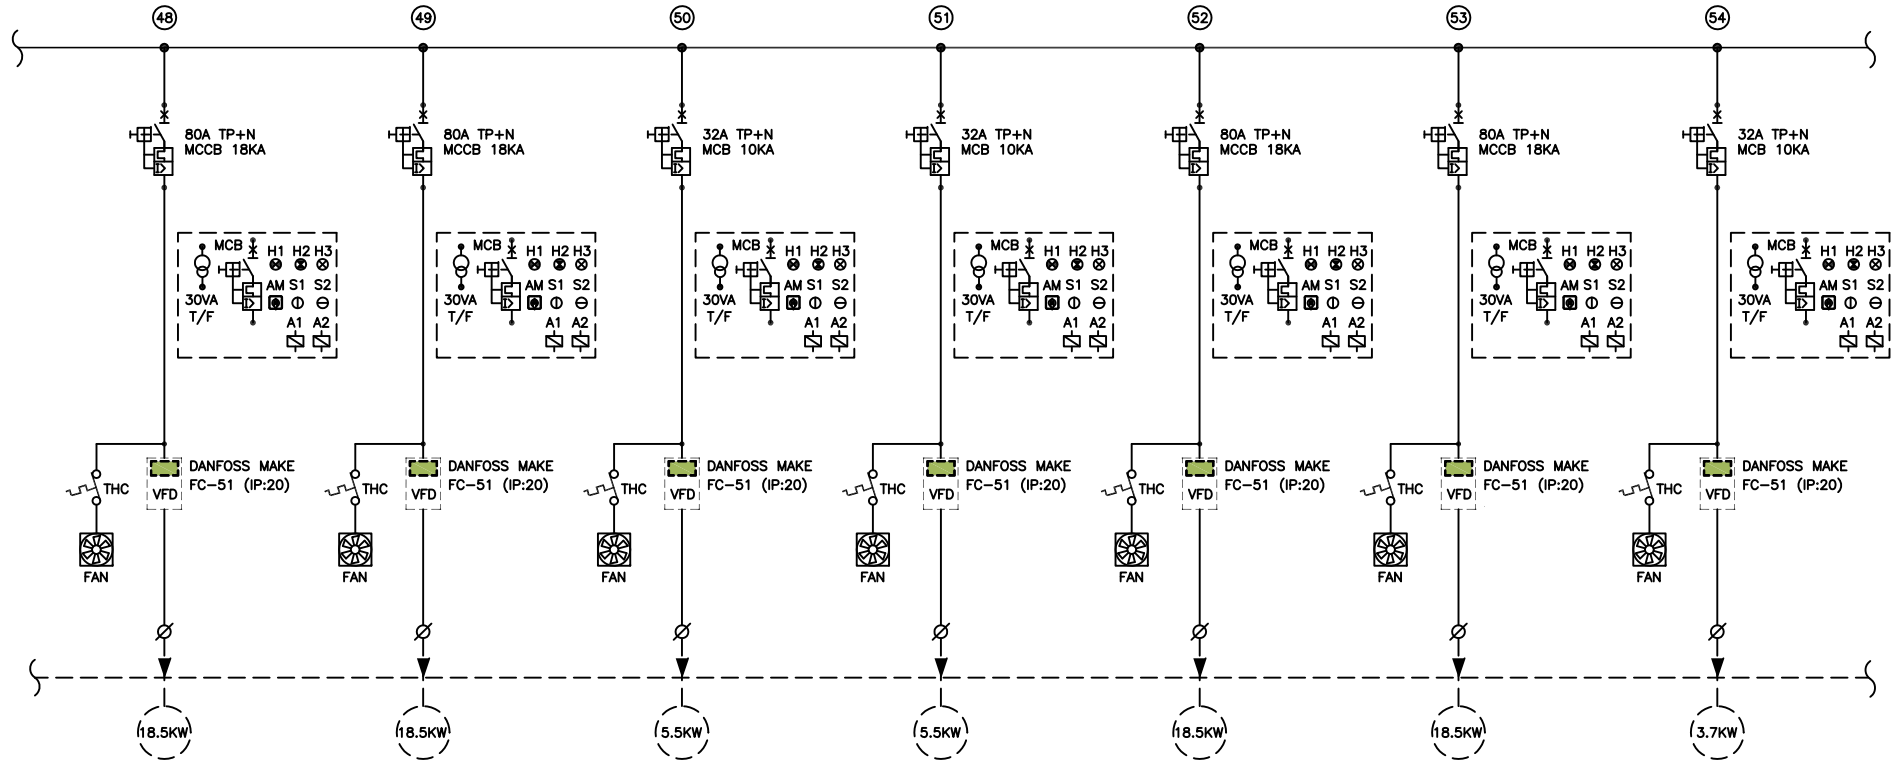 48 49 50 51 52 53 54
80A TP+N 80A TP+N 32A TP+N 32A TP+N 80A TP+N 80A TP+N 32A TP+N
MCCB 18KA MCCB 18KA MCB 10KA MCB 10KA MCCB 18KA MCCB 18KA MCB 10KA
MCB H1 H2 H3 MCB H1 H2 H3 MCB H1 H2 H3 MCB H1 H2 H3 MCB H1 H2 H3 MCB H1 H2 H3 MCB H1 H2 H3
AM S1 S2 AM S1 S2 AM S1 S2 AM S1 S2 AM S1 S2 AM S1 S2 AM S1 S2
30VA 30VA 30VA 30VA 30VA 30VA 30VA
T/F A1 A2 T/F A1 A2 T/F A1 A2 T/F A1 A2 T/F A1 A2 T/F A1 A2 T/F A1 A2
DANFOSS MAKE DANFOSS MAKE DANFOSS MAKE DANFOSS MAKE DANFOSS MAKE DANFOSS MAKE DANFOSS MAKE
THC VFD FC-51 (IP:20) THC VFD FC-51 (IP:20) THC VFD FC-51 (IP:20) THC VFD FC-51 (IP:20) THC VFD FC-51 (IP:20) THC VFD FC-51 (IP:20) THC VFD FC-51 (IP:20)
FAN FAN FAN FAN FAN FAN FAN
18.5KW 18.5KW 5.5KW 5.5KW 18.5KW 18.5KW 3.7KW